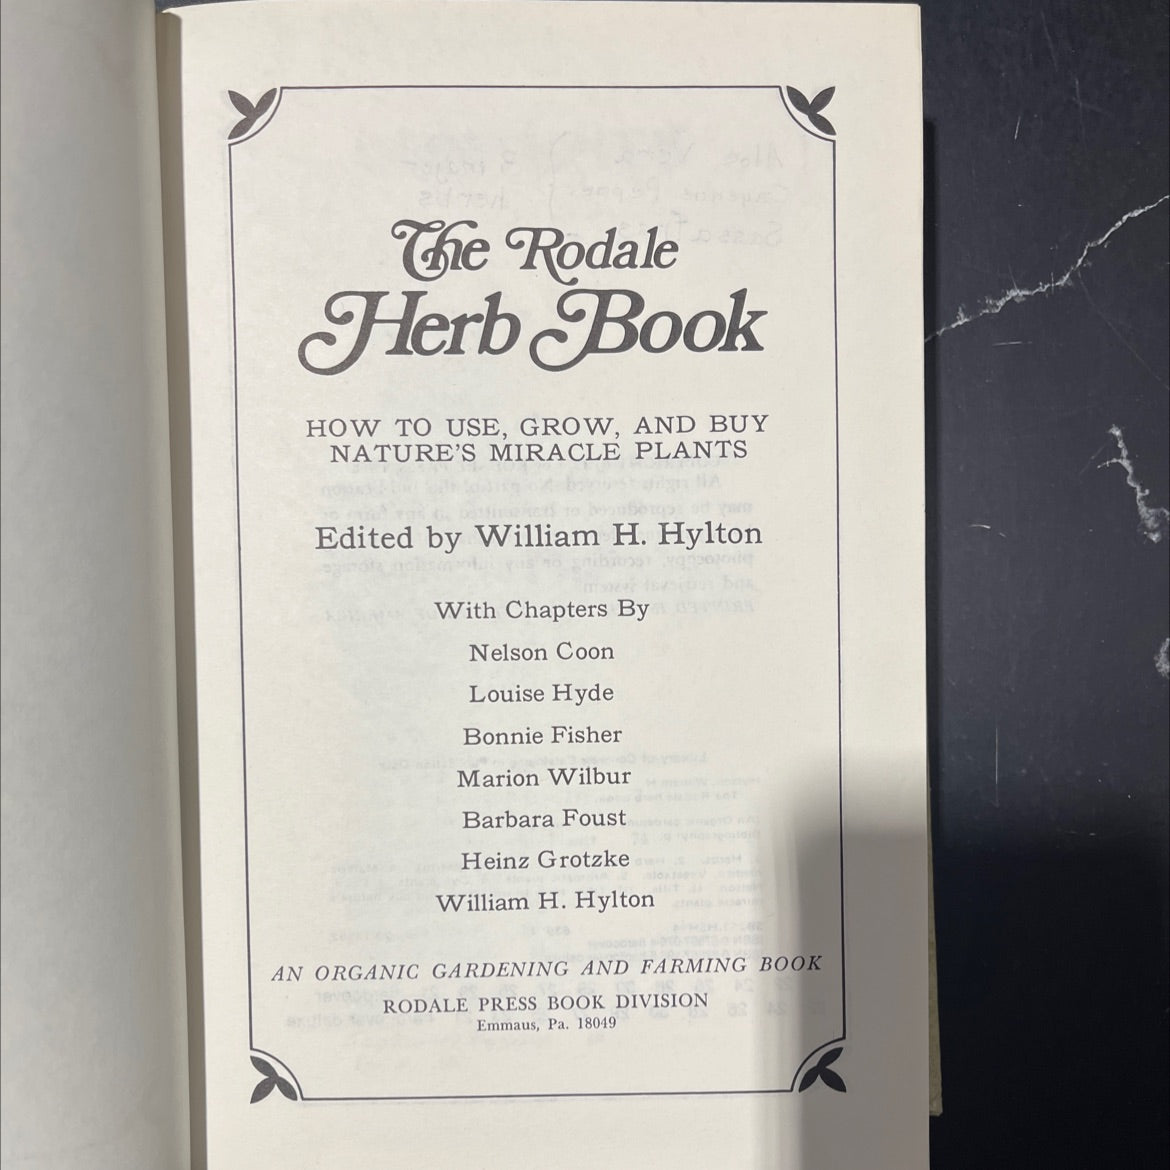 The Rodale
Herb Book
HOW TO USE, GROW, AND BUY
NATURE'S MIRACLE PLANTS
Edited by William H. Hylton
With Chapters By
Nelson Coon
Louise Hyde
Bonnie Fisher
Marion Wilbur
Barbara Foust
Heinz Grotzke
William H. Hylton
AN ORGANIC GARDENING AND FARMING BOOK
RODALE PRESS BOOK DIVISION
Emmaus, Pa. 18049